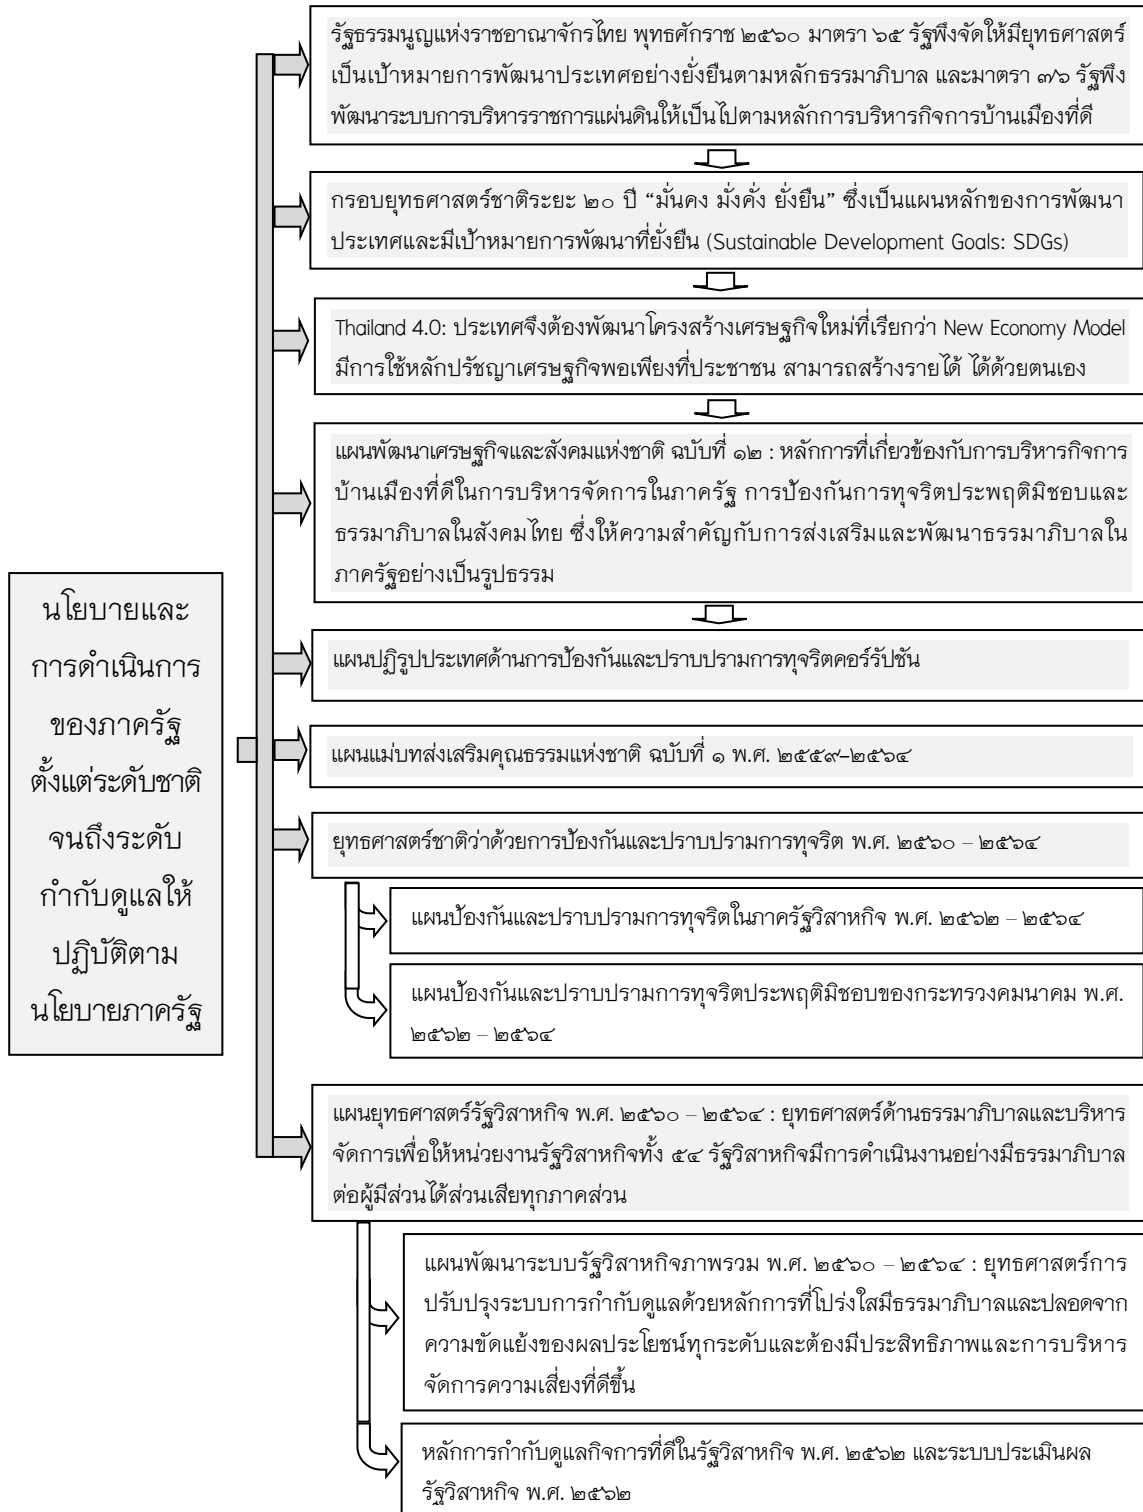 รัฐธรรมนูญแห่งราชอาณาจักรไทย พุทธศักราช ๒๕๖๐ มาตรา ๖๕ รัฐพึงจัดให้มียุทธศาสตร์
เป็นเป้าหมายการพัฒนาประเทศอย่างยั่งยืนตามหลักธรรมาภิบาล และมาตรา ๗๖ รัฐพึง
พัฒนาระบบการบริหารราชการแผ่นดินให้เป็นไปตามหลักการบริหารกิจการบ้านเมืองที่ดี
กรอบยุทธศาสตร์ชาติระยะ ๒๐ ปี “มั่นคง มั่งคั่ง ยั่งยืน” ซึ่งเป็นแผนหลักของการพัฒนา
ประเทศและมีเป้าหมายการพัฒนาที่ยั่งยืน (Sustainable Development Goals: SDGs)
Thailand 4.0: ประเทศจึงต้องพัฒนาโครงสร้างเศรษฐกิจใหม่ที่เรียกว่า New Economy Model
มีการใช้หลักปรัชญาเศรษฐกิจพอเพียงที่ประชาชน สามารถสร้างรายได้ ได้ด้วยตนเอง
แผนพัฒนาเศรษฐกิจและสังคมแห่งชาติ ฉบับที่ ๑๒ : หลักการที่เกี่ยวข้องกับการบริหารกิจการ
บ้านเมืองที่ดีในการบริหารจัดการในภาครัฐ การป้องกันการทุจริตประพฤติมิชอบและ
ธรรมาภิบาลในสังคมไทย ซึ่งให้ความสำคัญกับการส่งเสริมและพัฒนาธรรมาภิบาลใน
ภาครัฐอย่างเป็นรูปธรรม
นโยบายและ
การดำเนินการ
ของภาครัฐ
ตั้งแต่ระดับชาติ
จนถึงระดับ
กำกับดูแลให้
ปฏิบัติตาม
นโยบายภาครัฐ
แผนปฏิรูปประเทศด้านการป้องกันและปราบปรามการทุจริตคอร์รัปชัน
แผนแม่บทส่งเสริมคุณธรรมแห่งชาติ ฉบับที่ ๑ พ.ศ. ๒๕๕๙–๒๕๖๔
ยุทธศาสตร์ชาติว่าด้วยการป้องกันและปราบปรามการทุจริต พ.ศ. ๒๕๖๐ – ๒๕๖๔
แผนป้องกันและปราบปรามการทุจริตในภาครัฐวิสาหกิจ พ.ศ. ๒๕๖๒ – ๒๕๖๔
แผนป้องกันและปราบปรามการทุจริตประพฤติมิชอบของกระทรวงคมนาคม พ.ศ.
๒๕๖๒ – ๒๕๖๔
แผนยุทธศาสตร์รัฐวิสาหกิจ พ.ศ. ๒๕๖๐ – ๒๕๖๔ : ยุทธศาสตร์ด้านธรรมาภิบาลและบริหาร
จัดการเพื่อให้หน่วยงานรัฐวิสาหกิจทั้ง ๕๔ รัฐวิสาหกิจมีการดำเนินงานอย่างมีธรรมาภิบาล
ต่อผู้มีส่วนได้ส่วนเสียทุกภาคส่วน
แผนพัฒนาระบบรัฐวิสาหกิจภาพรวม พ.ศ. ๒๕๖๐ – ๒๕๖๔ : ยุทธศาสตร์การ
ปรับปรุงระบบการกำกับดูแลด้วยหลักการที่โปร่งใสมีธรรมาภิบาลและปลอดจาก
ความขัดแย้งของผลประโยชน์ทุกระดับและต้องมีประสิทธิภาพและการบริหาร
จัดการความเสี่ยงที่ดีขึ้น
หลักการกำกับดูแลกิจการที่ดีในรัฐวิสาหกิจ พ.ศ. ๒๕๖๒ และระบบประเมินผล
รัฐวิสาหกิจ พ.ศ. ๒๕๖๒